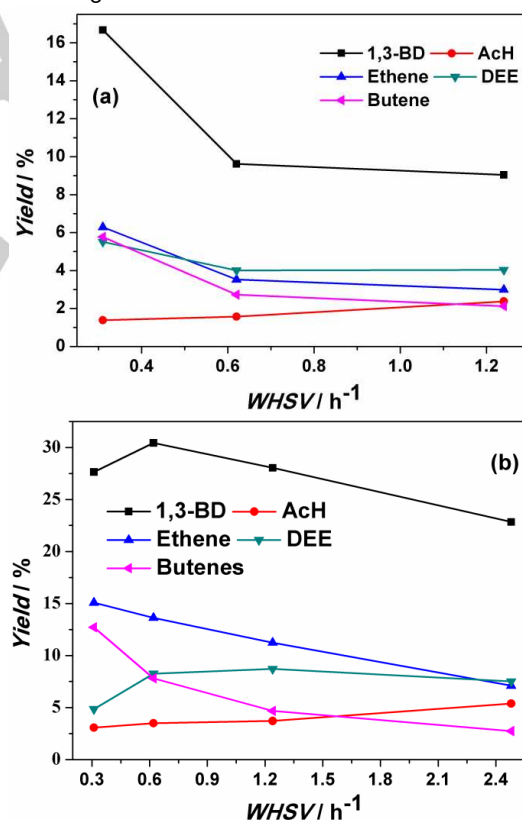 16
14
12
10
8
6
4
2
0
Yield / %
(a)
1,3-BD AcH
Ethene DEE
Butene
0.4 0.6 0.8 1.0 1.2
WHSV / h-1
30
25
20
15
10
5
0
Yield / %
(b)
1,3-BD AcH
Ethene DEE
Butenes
0.3 0.6 0.9 1.2 1.5 1.8 2.1 2.4
WHSV / h-1